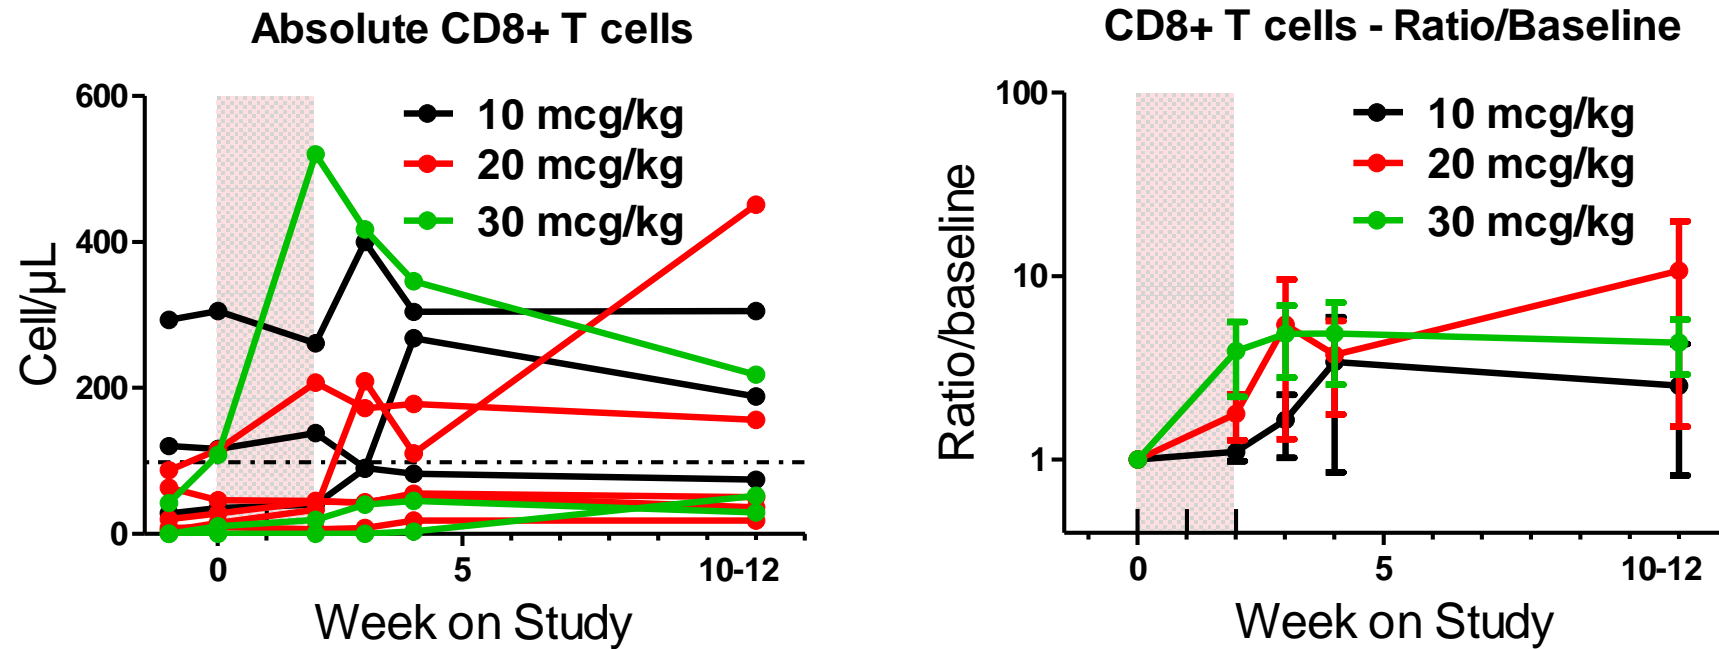 Absolute CD8+ T cells
600
400
200
0
Cell/µL
10 mcg/kg
20 mcg/kg
30 mcg/kg
0
5
10-12
Week on Study
CD8+ T cells - Ratio/Baseline
100
10
1
Ratio/baseline
10 mcg/kg
20 mcg/kg
30 mcg/kg
0
5
10-12
Week on Study